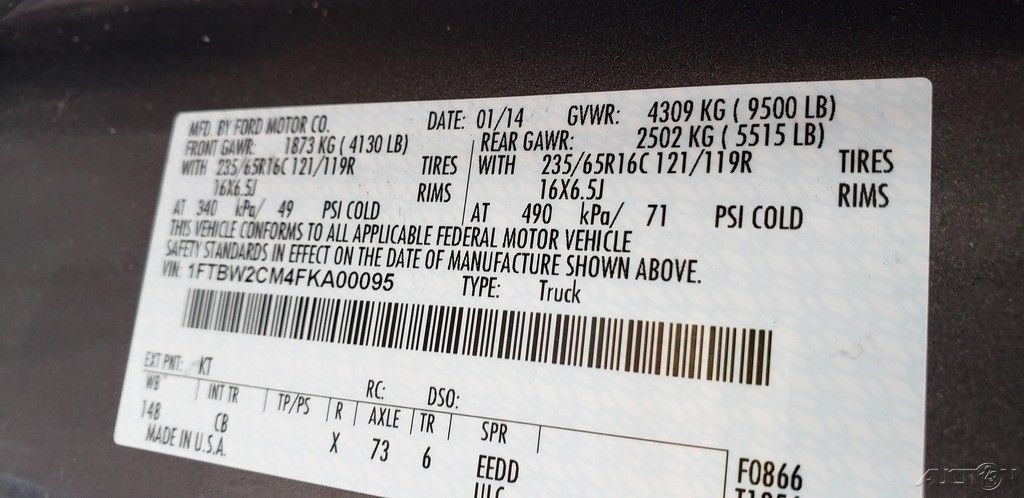 MFD. BY FORD MOTOR CO. DATE: 01/14 GVWR: 4309 KG ( 9500 LB)
FRONT GAWR: 1873 KG ( 4130 LB) REAR GAWR: 2502 KG ( 5515 LB)
WITH 235/65R16C 121/119R TIRES WITH 235/65R16C 121/119R TIRES
16X6.5J RIMS 16X6.5J RIMS
AT 340 kPa/ 49 PSI COLD AT 490 kPa/ 71 PSI COLD
THIS VEHICLE CONFORMS TO ALL APPLICABLE FEDERAL MOTOR VEHICLE
SAFETY STANDARDS IN EFFECT ON THE DATE OF MANUFACTURE SHOWN ABOVE.
VIN: 1FTBW2CM4FKA00095 TYPE: Truck
EXT PNT: KT RC: DSO:
WB INT TR TP/PS R AXLE TR SPR
148 CB X 73 6 EEDD F0866
MADE IN U.S.A.